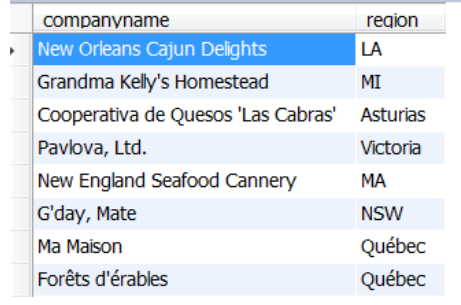 companyname region
New Orleans Cajun Delights LA
Grandma Kelly's Homestead MI
Cooperativa de Quesos 'Las Cabras' Asturias
Pavlova, Ltd. Victoria
New England Seafood Cannery MA
G'day, Mate NSW
Ma Maison Québec
Forêts d'érables Québec